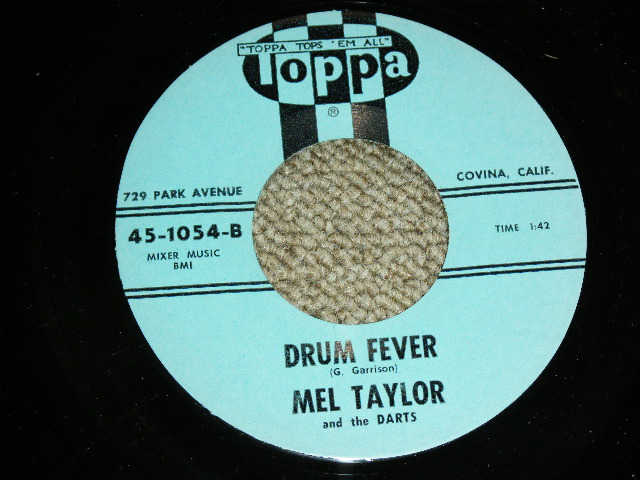 "TOPPA TOPS 'EM ALL"
Toppa
®
729 PARK AVENUE
COVINA, CALIF.
45-1054-B
MIXER MUSIC
BMI
TIME 1:42
DRUM FEVER
(G. Garrison)
MEL TAYLOR
and the DARTS